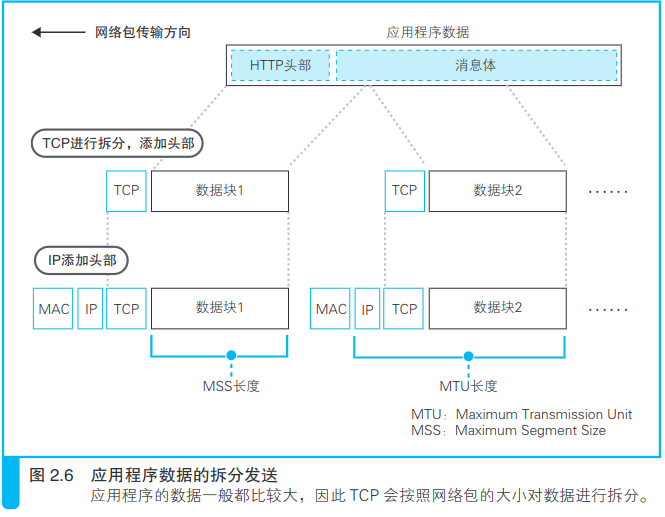 网络包传输方向
应用程序数据
HTTP头部
消息体
TCP进行拆分，添加头部
TCP
数据块1
TCP
数据块2
······
IP添加头部
MAC
IP
TCP
数据块1
MAC
IP
TCP
数据块2
······
MSS长度
MTU长度
MTU：Maximum Transmission Unit
MSS：Maximum Segment Size
图 2.6 应用程序数据的拆分发送
应用程序的数据一般都比较大，因此 TCP 会按照网络包的大小对数据进行拆分。